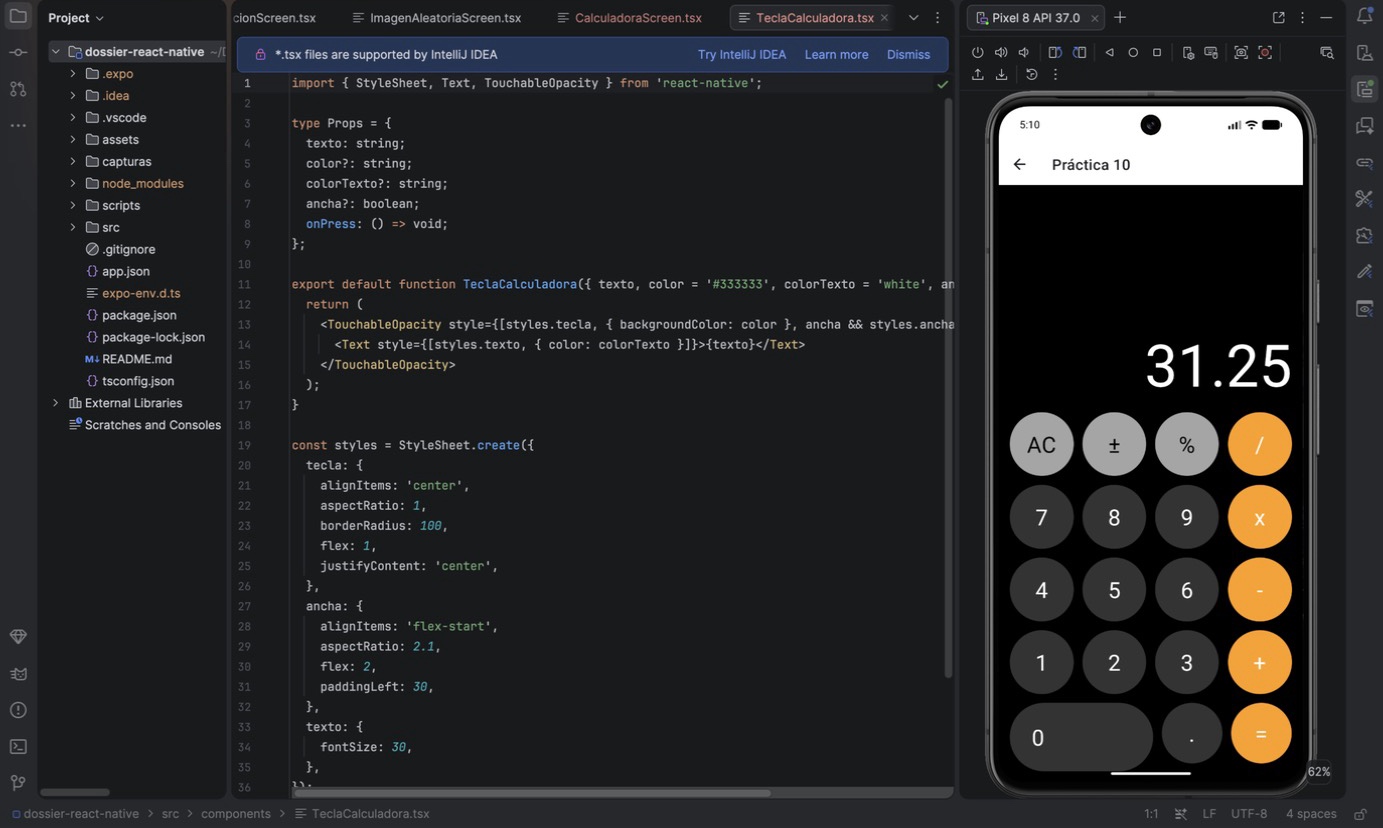 Project
cionScreen.tsx
ImagenAleatoriaScreen.tsx
CalculadoraScreen.tsx
TeclaCalculadora.tsx
Pixel 8 API 37.0
dossier-react-native ~/D
.expo
.idea
.vscode
assets
capturas
node_modules
scripts
src
.gitignore
app.json
expo-env.d.ts
package.json
package-lock.json
README.md
tsconfig.json
External Libraries
Scratches and Consoles
*.tsx files are supported by IntelliJ IDEA
Try IntelliJ IDEA
Learn more
Dismiss
1 import { StyleSheet, Text, TouchableOpacity } from 'react-native';
2
3 type Props = {
4 texto: string;
5 color?: string;
6 colorTexto?: string;
7 ancha?: boolean;
8 onPress: () => void;
9 };
10
11 export default function TeclaCalculadora({ texto, color = '#333333', colorTexto = 'white', an
12 return (
13 <TouchableOpacity style={[styles.tecla, { backgroundColor: color }, ancha && styles.ancha
14 <Text style={[styles.texto, { color: colorTexto }]}>{texto}</Text>
15 </TouchableOpacity>
16 );
17 }
18
19 const styles = StyleSheet.create({
20 tecla: {
21 alignItems: 'center',
22 aspectRatio: 1,
23 borderRadius: 100,
24 flex: 1,
25 justifyContent: 'center',
26 },
27 ancha: {
28 alignItems: 'flex-start',
29 aspectRatio: 2.1,
30 flex: 2,
31 paddingLeft: 30,
32 },
33 texto: {
34 fontSize: 30,
35 },
36 });
5:10
Práctica 10
31.25
AC ± % /
7 8 9 x
4 5 6 -
1 2 3 +
0 . =
62%
dossier-react-native > src > components > TeclaCalculadora.tsx
1:1 LF UTF-8 4 spaces